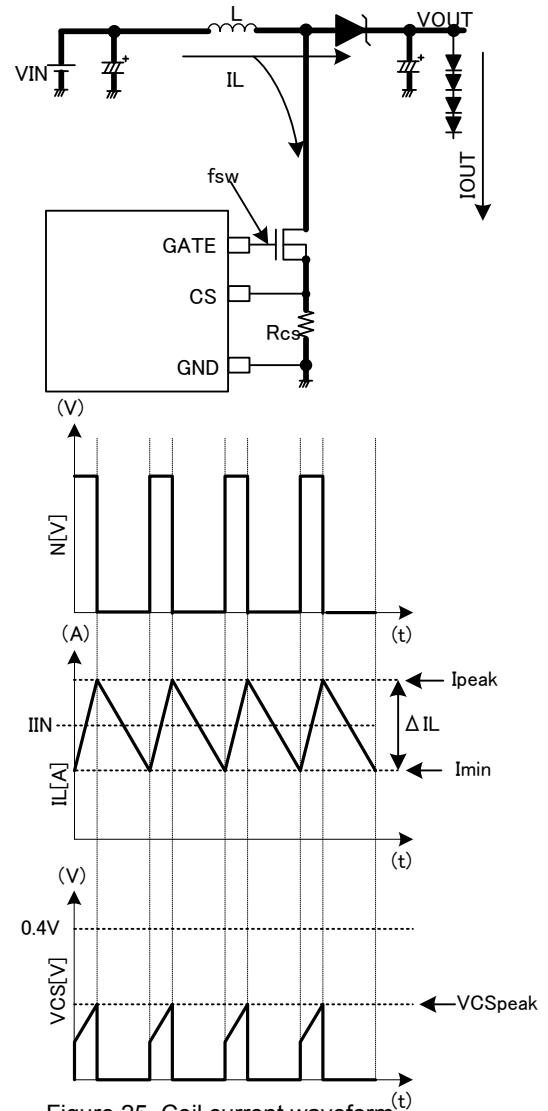 L
VOUT
+
+
VIN
IL
fsw
IOUT
GATE
CS
Rcs
GND
(V)
N[V]
(t)
(A)
Ipeak
IIN
ΔIL
IL[A]
Imin
(t)
(V)
0.4V
VCS[V]
VCSpeak
(t)
Figure 25. Coil current waveform